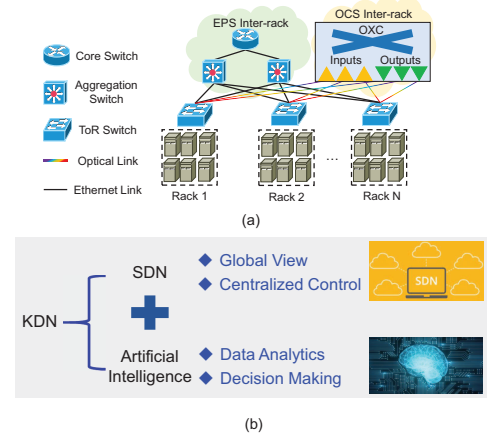 (a)
EPS Inter-rack
OCS Inter-rack
OXC
Inputs
Outputs
Core Switch
Aggregation
Switch
ToR Switch
Optical Link
Ethernet Link
Rack 1
Rack 2
...
Rack N
(a)
KDN
SDN
Artificial
Intelligence
Global View
Centralized Control
Data Analytics
Decision Making
SDN
(b)